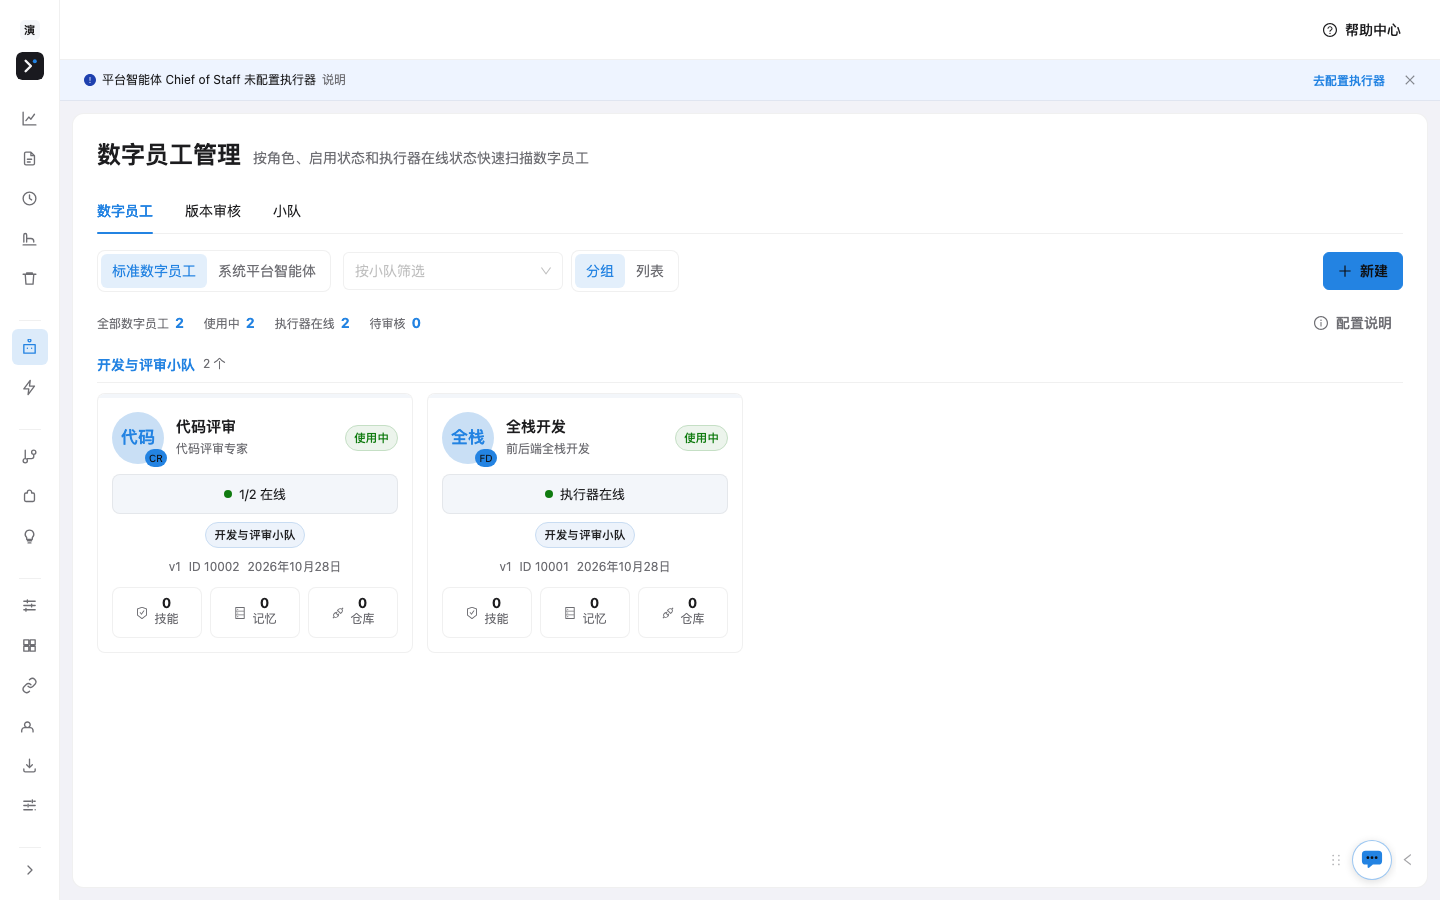 演
帮助中心
平台智能体 Chief of Staff 未配置执行器 说明
去配置执行器
数字员工管理 按角色、启用状态和执行器在线状态快速扫描数字员工
数字员工 版本审核 小队
标准数字员工 系统平台智能体 按小队筛选 分组 列表 新建
全部数字员工 2 使用中 2 执行器在线 2 待审核 0 配置说明
开发与评审小队 2 个
代码
CR
代码评审
代码评审专家
使用中
1/2 在线
开发与评审小队
v1 ID 10002 2026年10月28日
0 技能
0 记忆
0 仓库
全栈
FD
全栈开发
前后端全栈开发
使用中
执行器在线
开发与评审小队
v1 ID 10001 2026年10月28日
0 技能
0 记忆
0 仓库